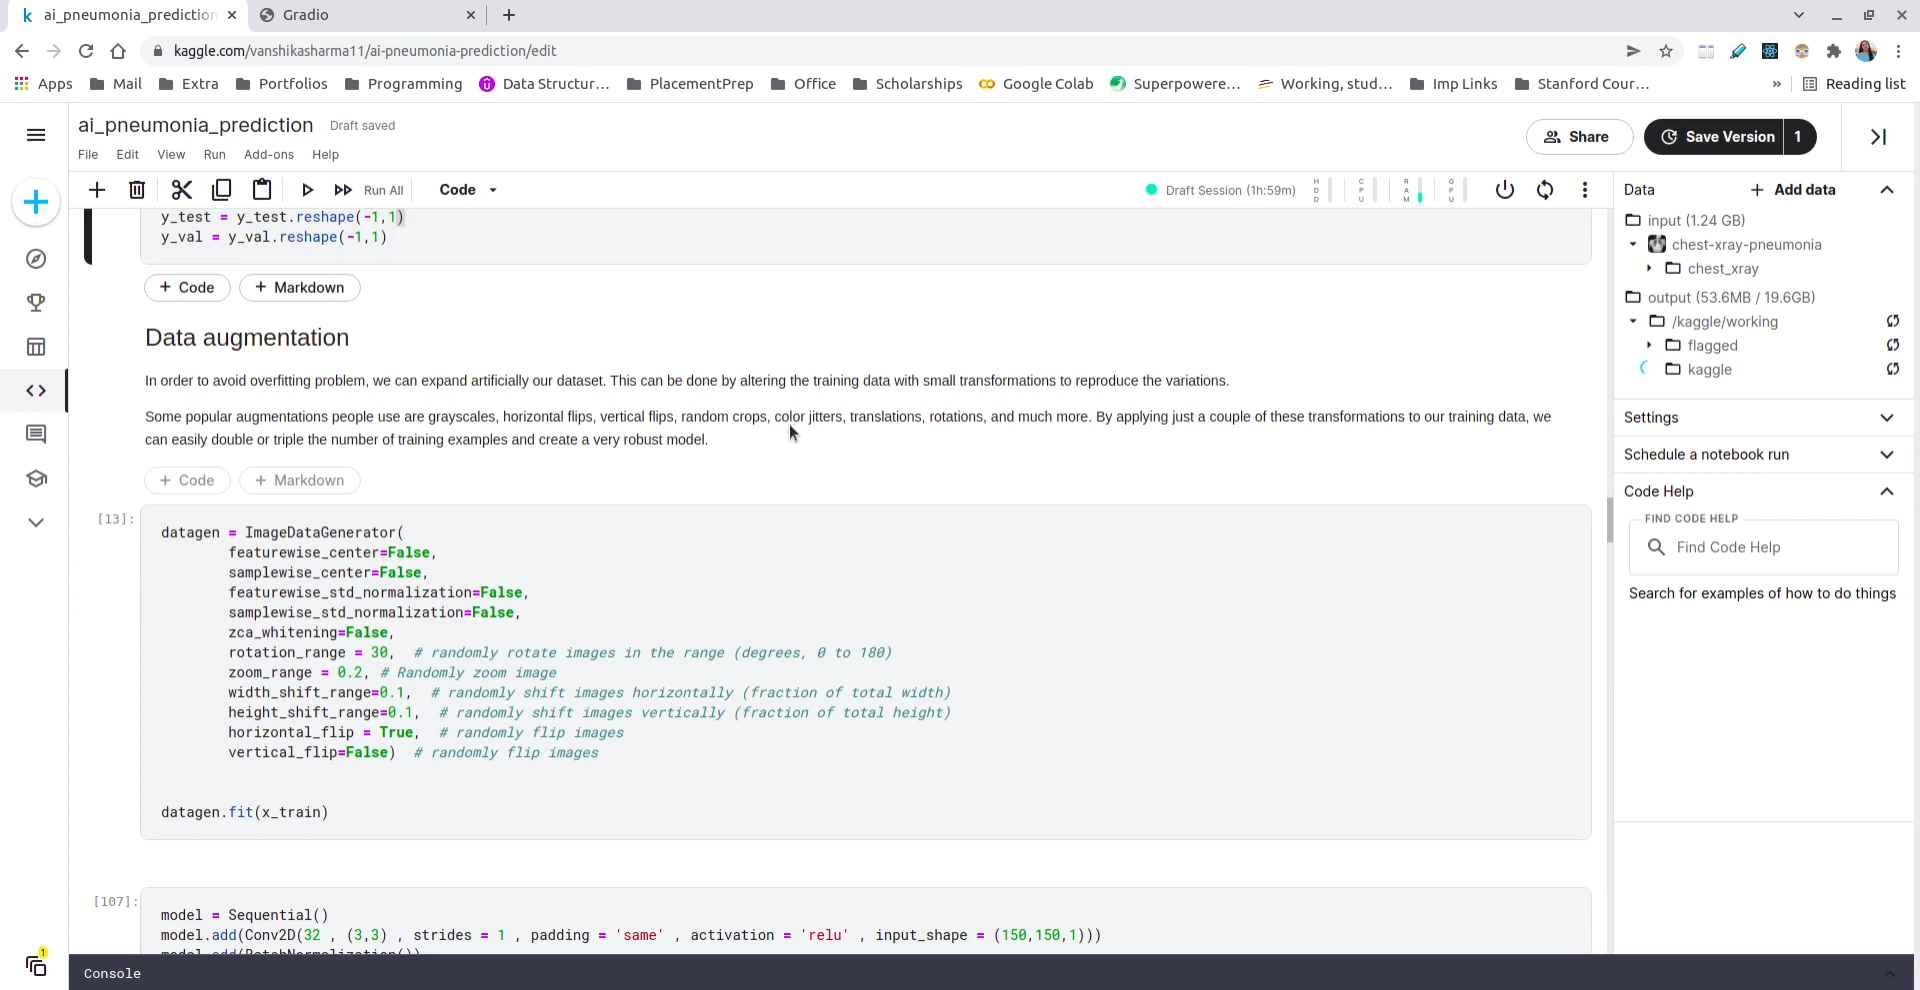 ai_pneumonia_prediction
Gradio
kaggle.com/vanshikasharma11/ai-pneumonia-prediction/edit
Apps Mail Extra Portfolios Programming Data Structur... PlacementPrep Office Scholarships Google Colab Superpowere... Working, stud... Imp Links Stanford Cour... » Reading list
ai_pneumonia_prediction Draft saved
Share Save Version 1
File Edit View Run Add-ons Help
Run All Code Draft Session (1h:59m) HDD CPU RAM GPU
y_test = y_test.reshape(-1,1)
y_val = y_val.reshape(-1,1)
+ Code + Markdown
Data augmentation
In order to avoid overfitting problem, we can expand artificially our dataset. This can be done by altering the training data with small transformations to reproduce the variations.
Some popular augmentations people use are grayscales, horizontal flips, vertical flips, random crops, color jitters, translations, rotations, and much more. By applying just a couple of these transformations to our training data, we
can easily double or triple the number of training examples and create a very robust model.
+ Code + Markdown
[13]:
datagen = ImageDataGenerator(
featurewise_center=False,
samplewise_center=False,
featurewise_std_normalization=False,
samplewise_std_normalization=False,
zca_whitening=False,
rotation_range = 30, # randomly rotate images in the range (degrees, 0 to 180)
zoom_range = 0.2, # Randomly zoom image
width_shift_range=0.1, # randomly shift images horizontally (fraction of total width)
height_shift_range=0.1, # randomly shift images vertically (fraction of total height)
horizontal_flip = True, # randomly flip images
vertical_flip=False) # randomly flip images
datagen.fit(x_train)
[107]:
model = Sequential()
model.add(Conv2D(32 , (3,3) , strides = 1 , padding = 'same' , activation = 'relu' , input_shape = (150,150,1)))
model.add(BatchNormalization())
1
Console
Data + Add data
input (1.24 GB)
chest-xray-pneumonia
chest_xray
output (53.6MB / 19.6GB)
/kaggle/working
flagged
kaggle
Settings
Schedule a notebook run
Code Help
FIND CODE HELP
Find Code Help
Search for examples of how to do things